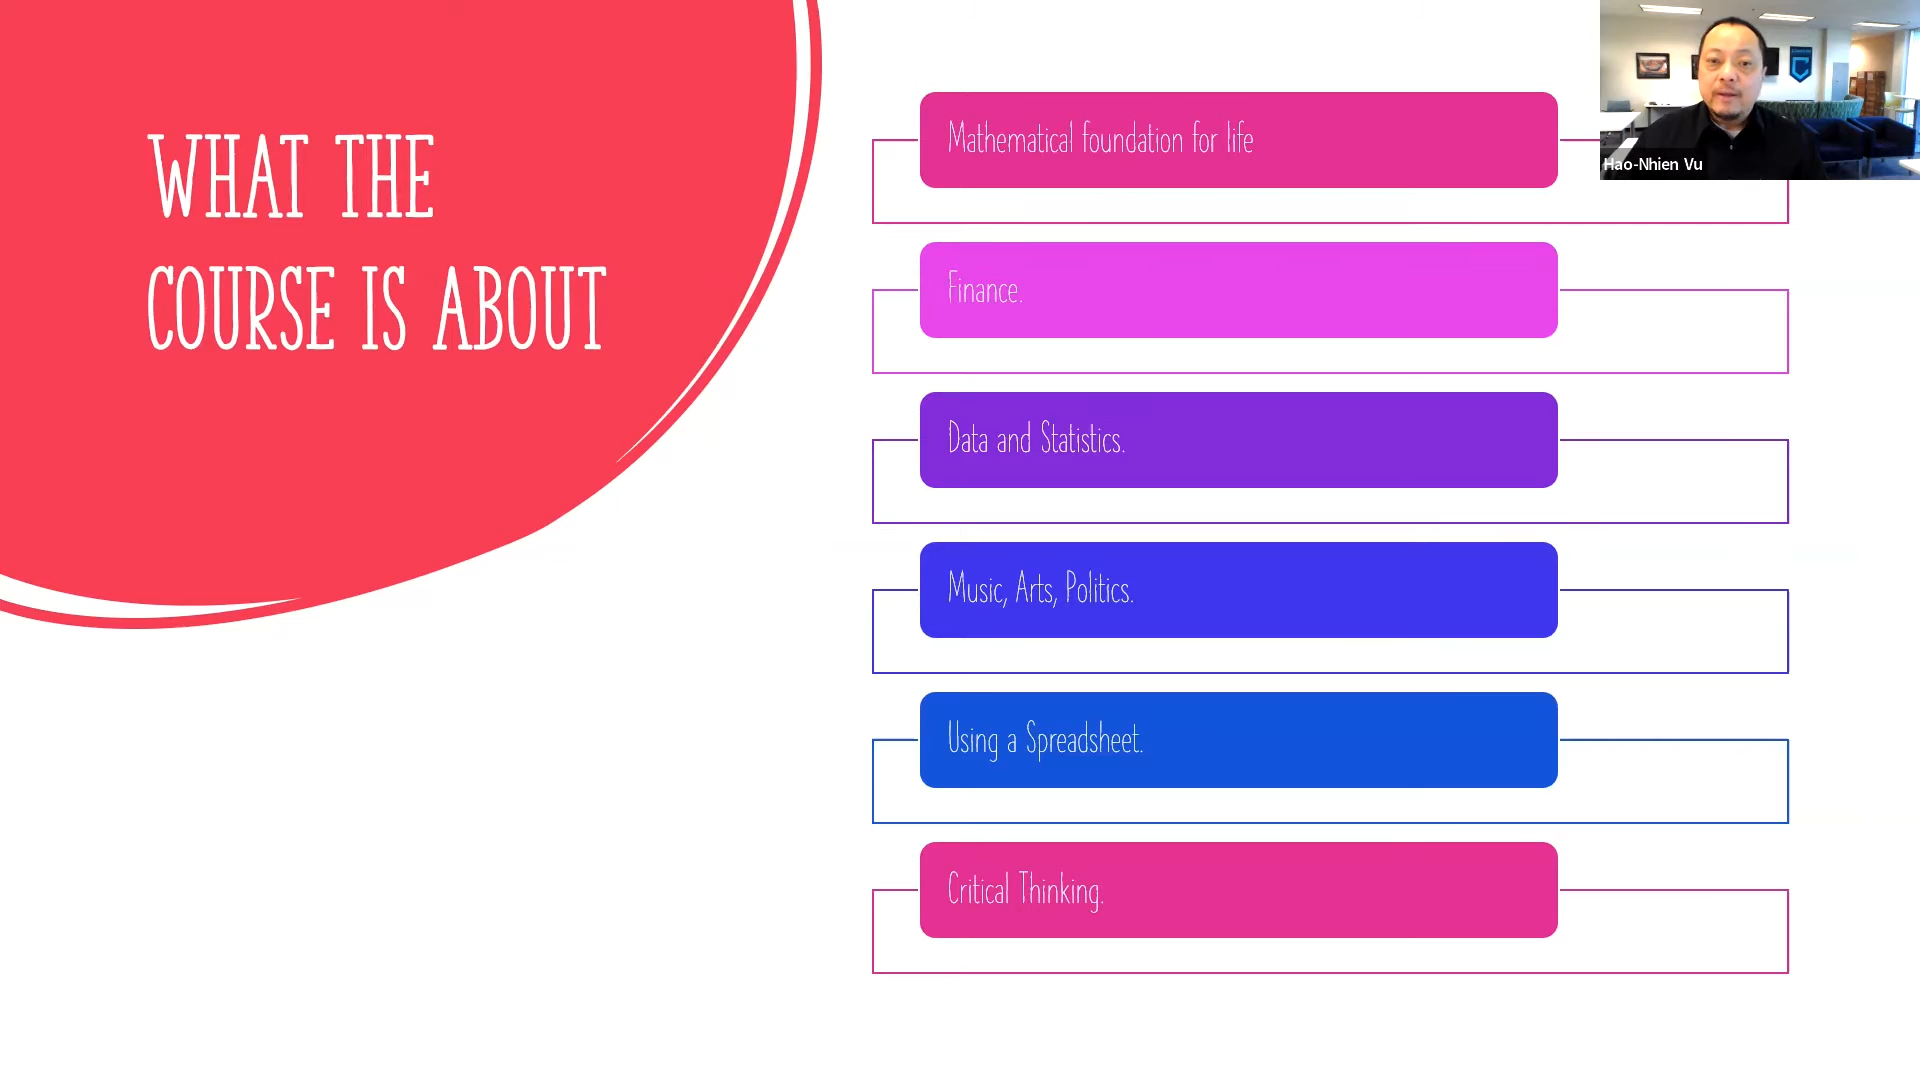 WHAT THE
COURSE IS ABOUT
Mathematical foundation for life
Finance.
Data and Statistics.
Music, Arts, Politics.
Using a Spreadsheet.
Critical Thinking.
Hao-Nhien Vu